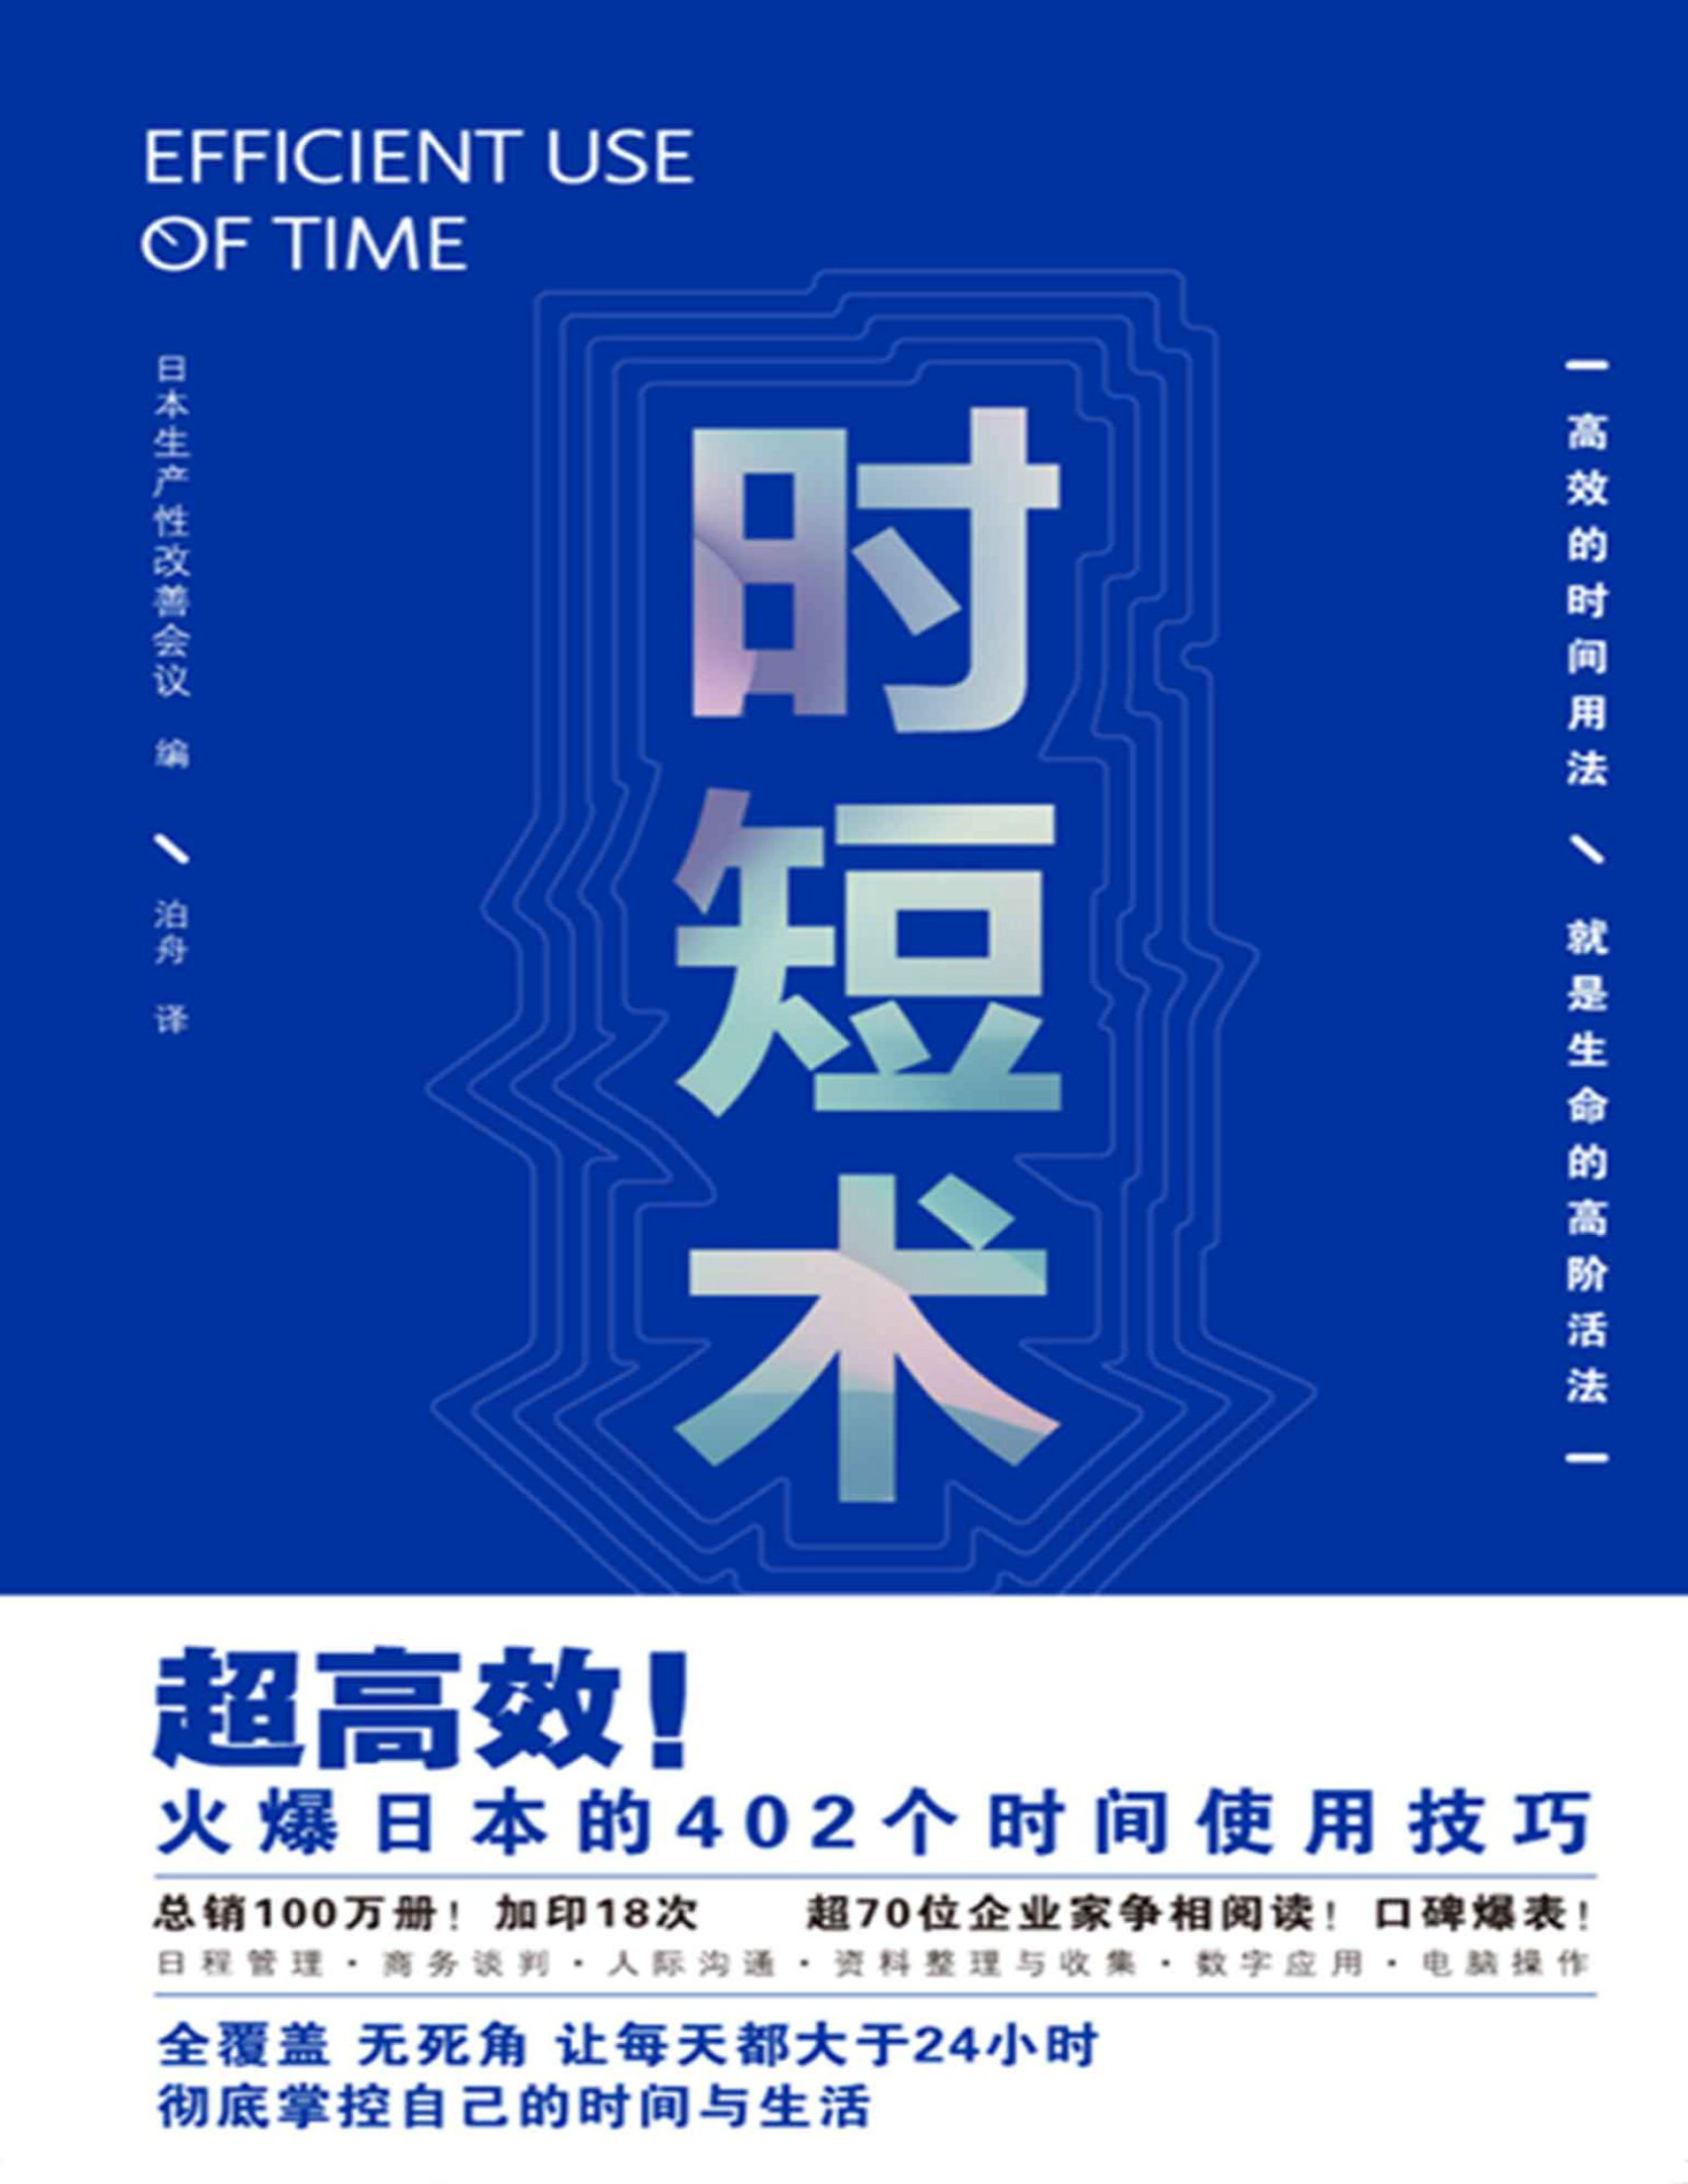 EFFICIENT USE
OF TIME
日本生产性改善会议 编
泊舟 译
时短术
高效的时间用法
就是生命的高阶活法
超高效!
火爆日本的402个时间使用技巧
总销100万册! 加印18次 超70位企业家争相阅读! 口碑爆表!
日程管理・商务谈判・人际沟通・资料整理与收集・数字应用・电脑操作
全覆盖 无死角 让每天都大于24小时
彻底掌控自己的时间与生活